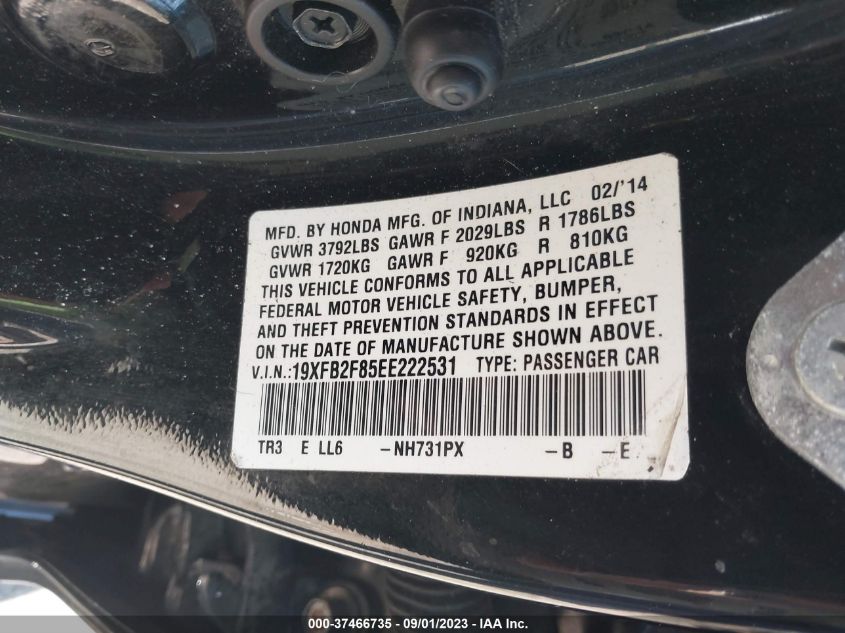 MFD. BY HONDA MFG. OF INDIANA, LLC 02/'14
GVWR 3792LBS GAWR F 2029LBS R 1786LBS
GVWR 1720KG GAWR F 920KG R 810KG
THIS VEHICLE CONFORMS TO ALL APPLICABLE
FEDERAL MOTOR VEHICLE SAFETY, BUMPER,
AND THEFT PREVENTION STANDARDS IN EFFECT
ON THE DATE OF MANUFACTURE SHOWN ABOVE.
V.I.N.:19XFB2F85EE222531 TYPE: PASSENGER CAR
TR3 E LL6 -NH731PX -B -E
000-37466735 - 09/01/2023 - IAA Inc.